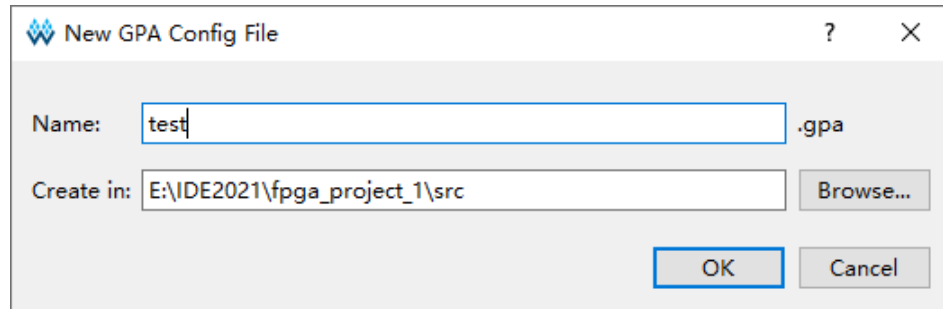 New GPA Config File ?
Name: test .gpa
Create in: E:\IDE2021\fpga_project_1\src Browse...
OK Cancel